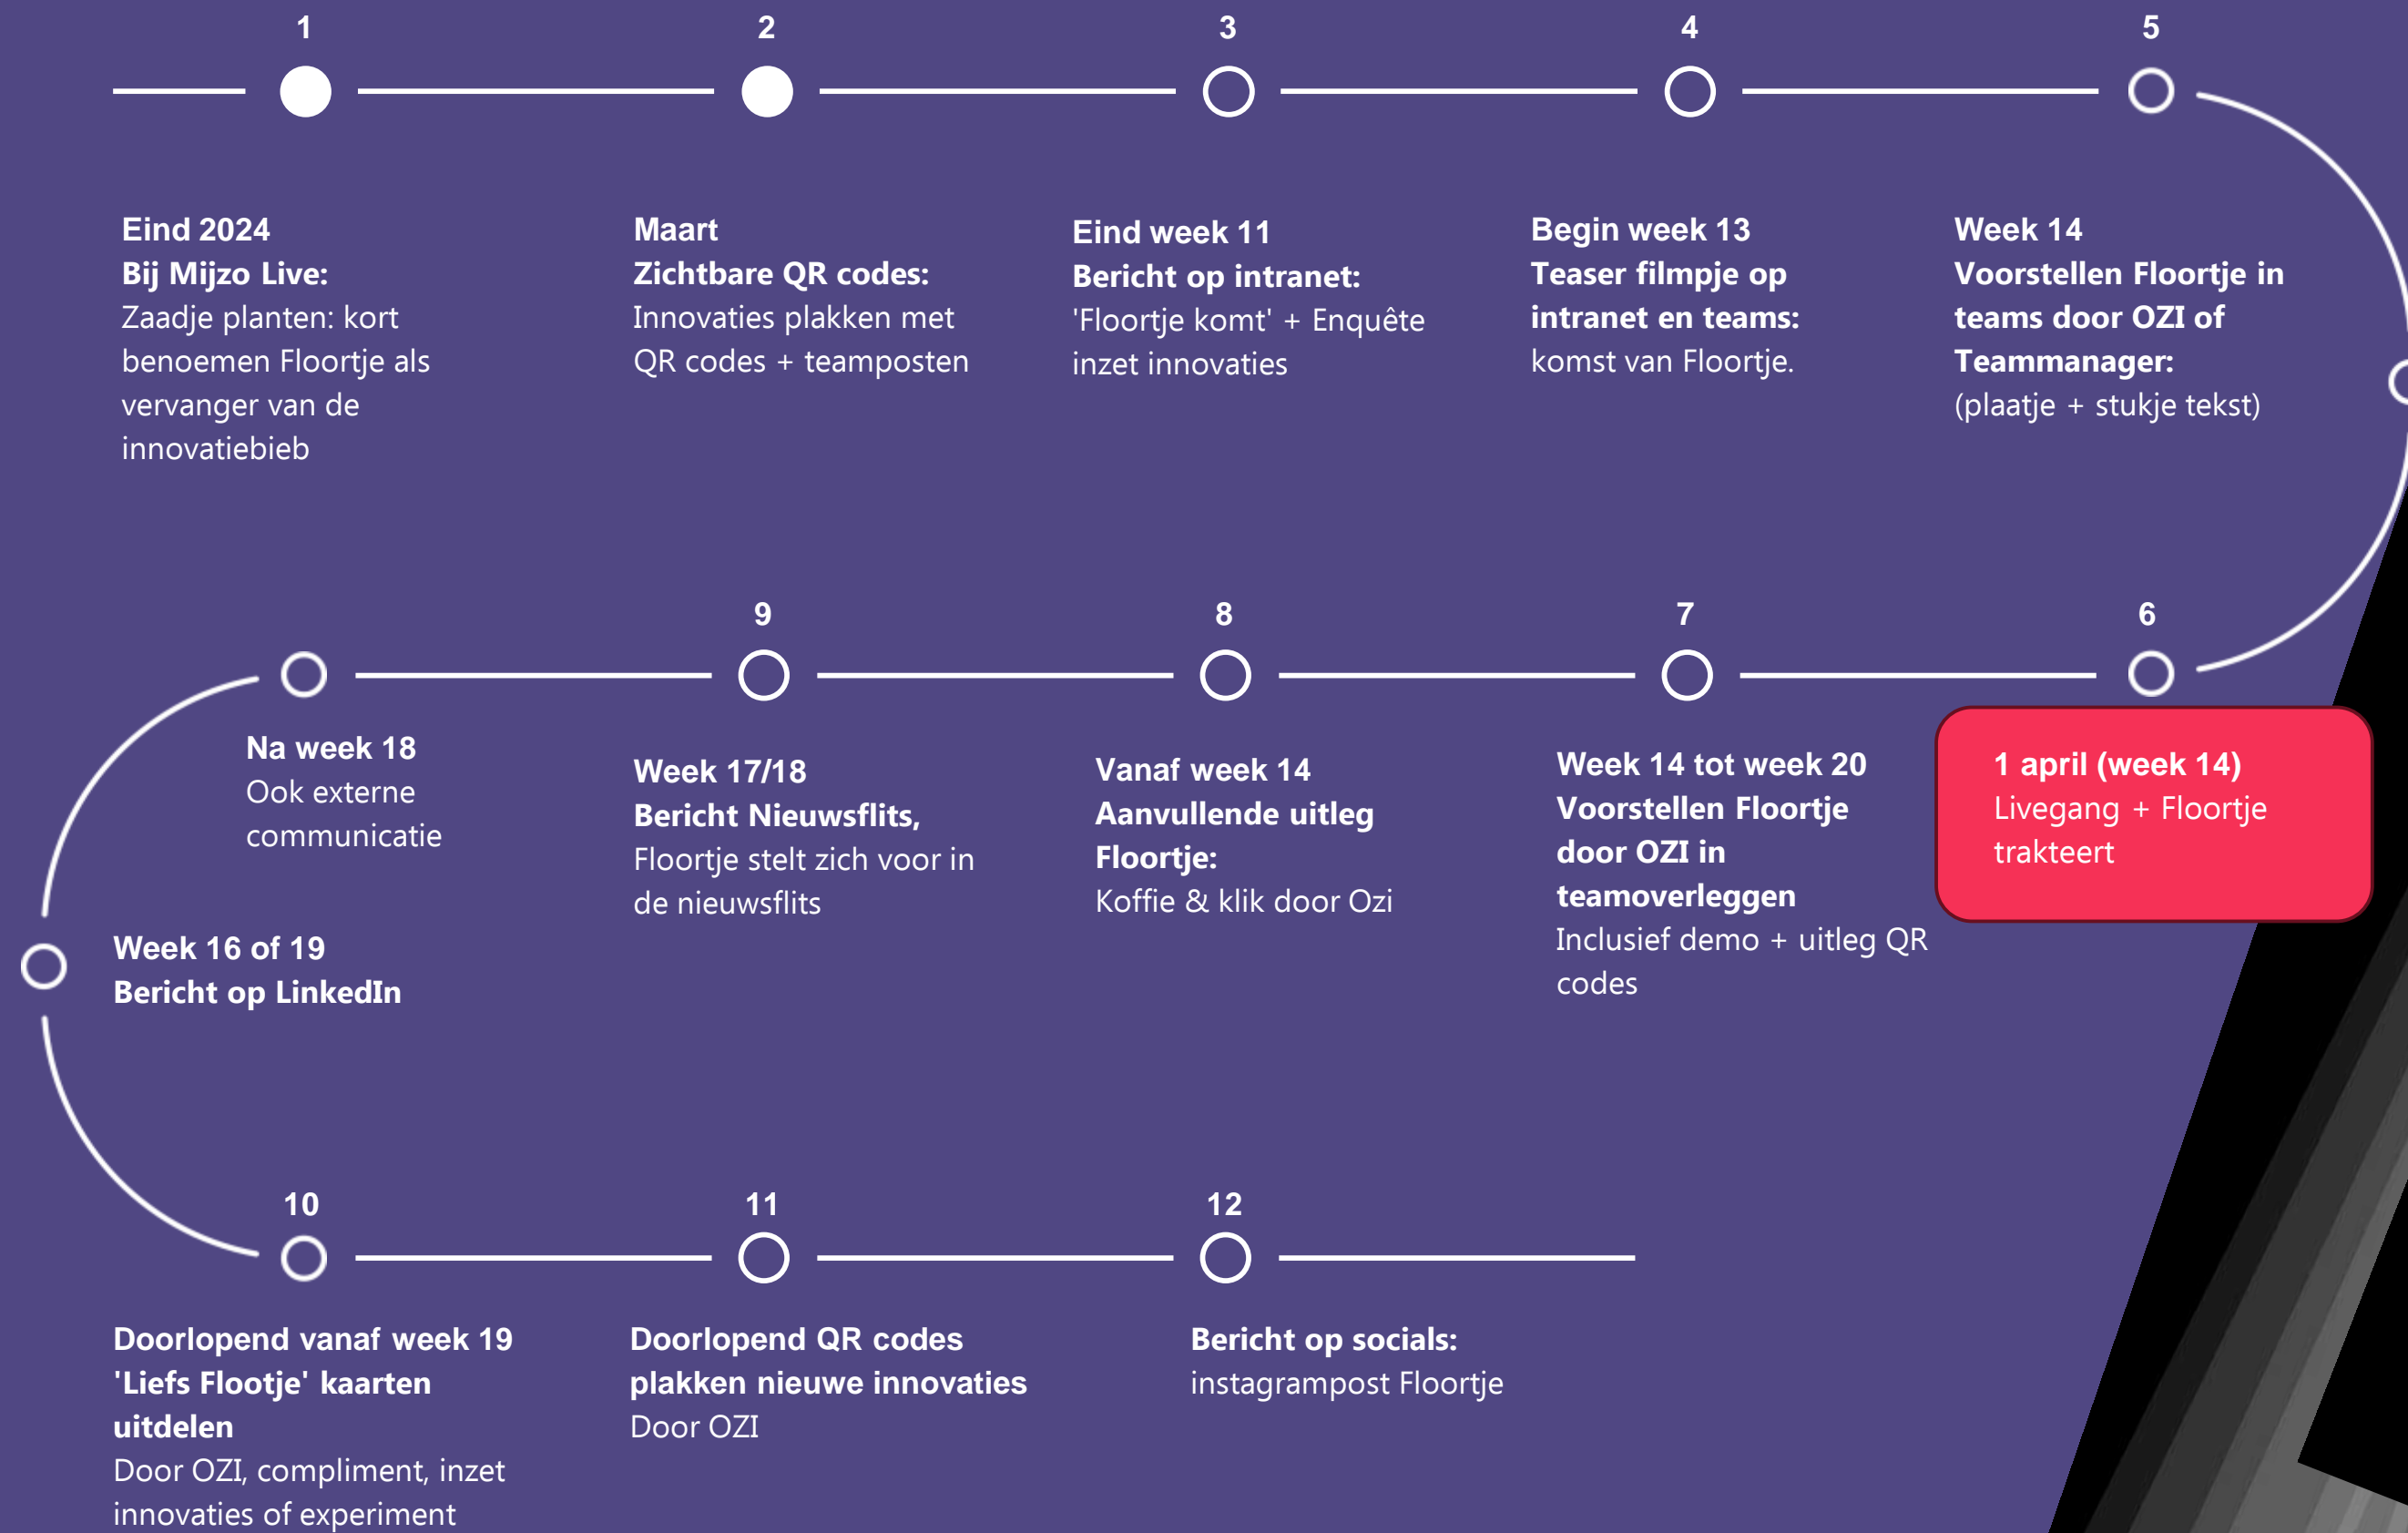 1
Eind 2024
Bij Mijzo Live:
Zaadje planten: kort
benoemen Floortje als
vervanger van de
innovatiebieb
2
Maart
Zichtbare QR codes:
Innovaties plakken met
QR codes + teamposten
3
Eind week 11
Bericht op intranet:
'Floortje komt' + Enquête
inzet innovaties
4
Begin week 13
Teaser filmpje op
intranet en teams:
komst van Floortje.
5
Week 14
Voorstellen Floortje in
teams door OZI of
Teammanager:
(plaatje + stukje tekst)
6
1 april (week 14)
Livegang + Floortje
trakteert
7
Week 14 tot week 20
Voorstellen Floortje
door OZI in
teamoverleggen
Inclusief demo + uitleg QR
codes
8
Vanaf week 14
Aanvullende uitleg
Floortje:
Koffie & klik door Ozi
9
Week 17/18
Bericht Nieuwsflits,
Floortje stelt zich voor in
de nieuwsflits
Na week 18
Ook externe
communicatie
Week 16 of 19
Bericht op LinkedIn
10
Doorlopend vanaf week 19
'Liefs Flootje' kaarten
uitdelen
Door OZI, compliment, inzet
innovaties of experiment
11
Doorlopend QR codes
plakken nieuwe innovaties
Door OZI
12
Bericht op socials:
instagrampost Floortje